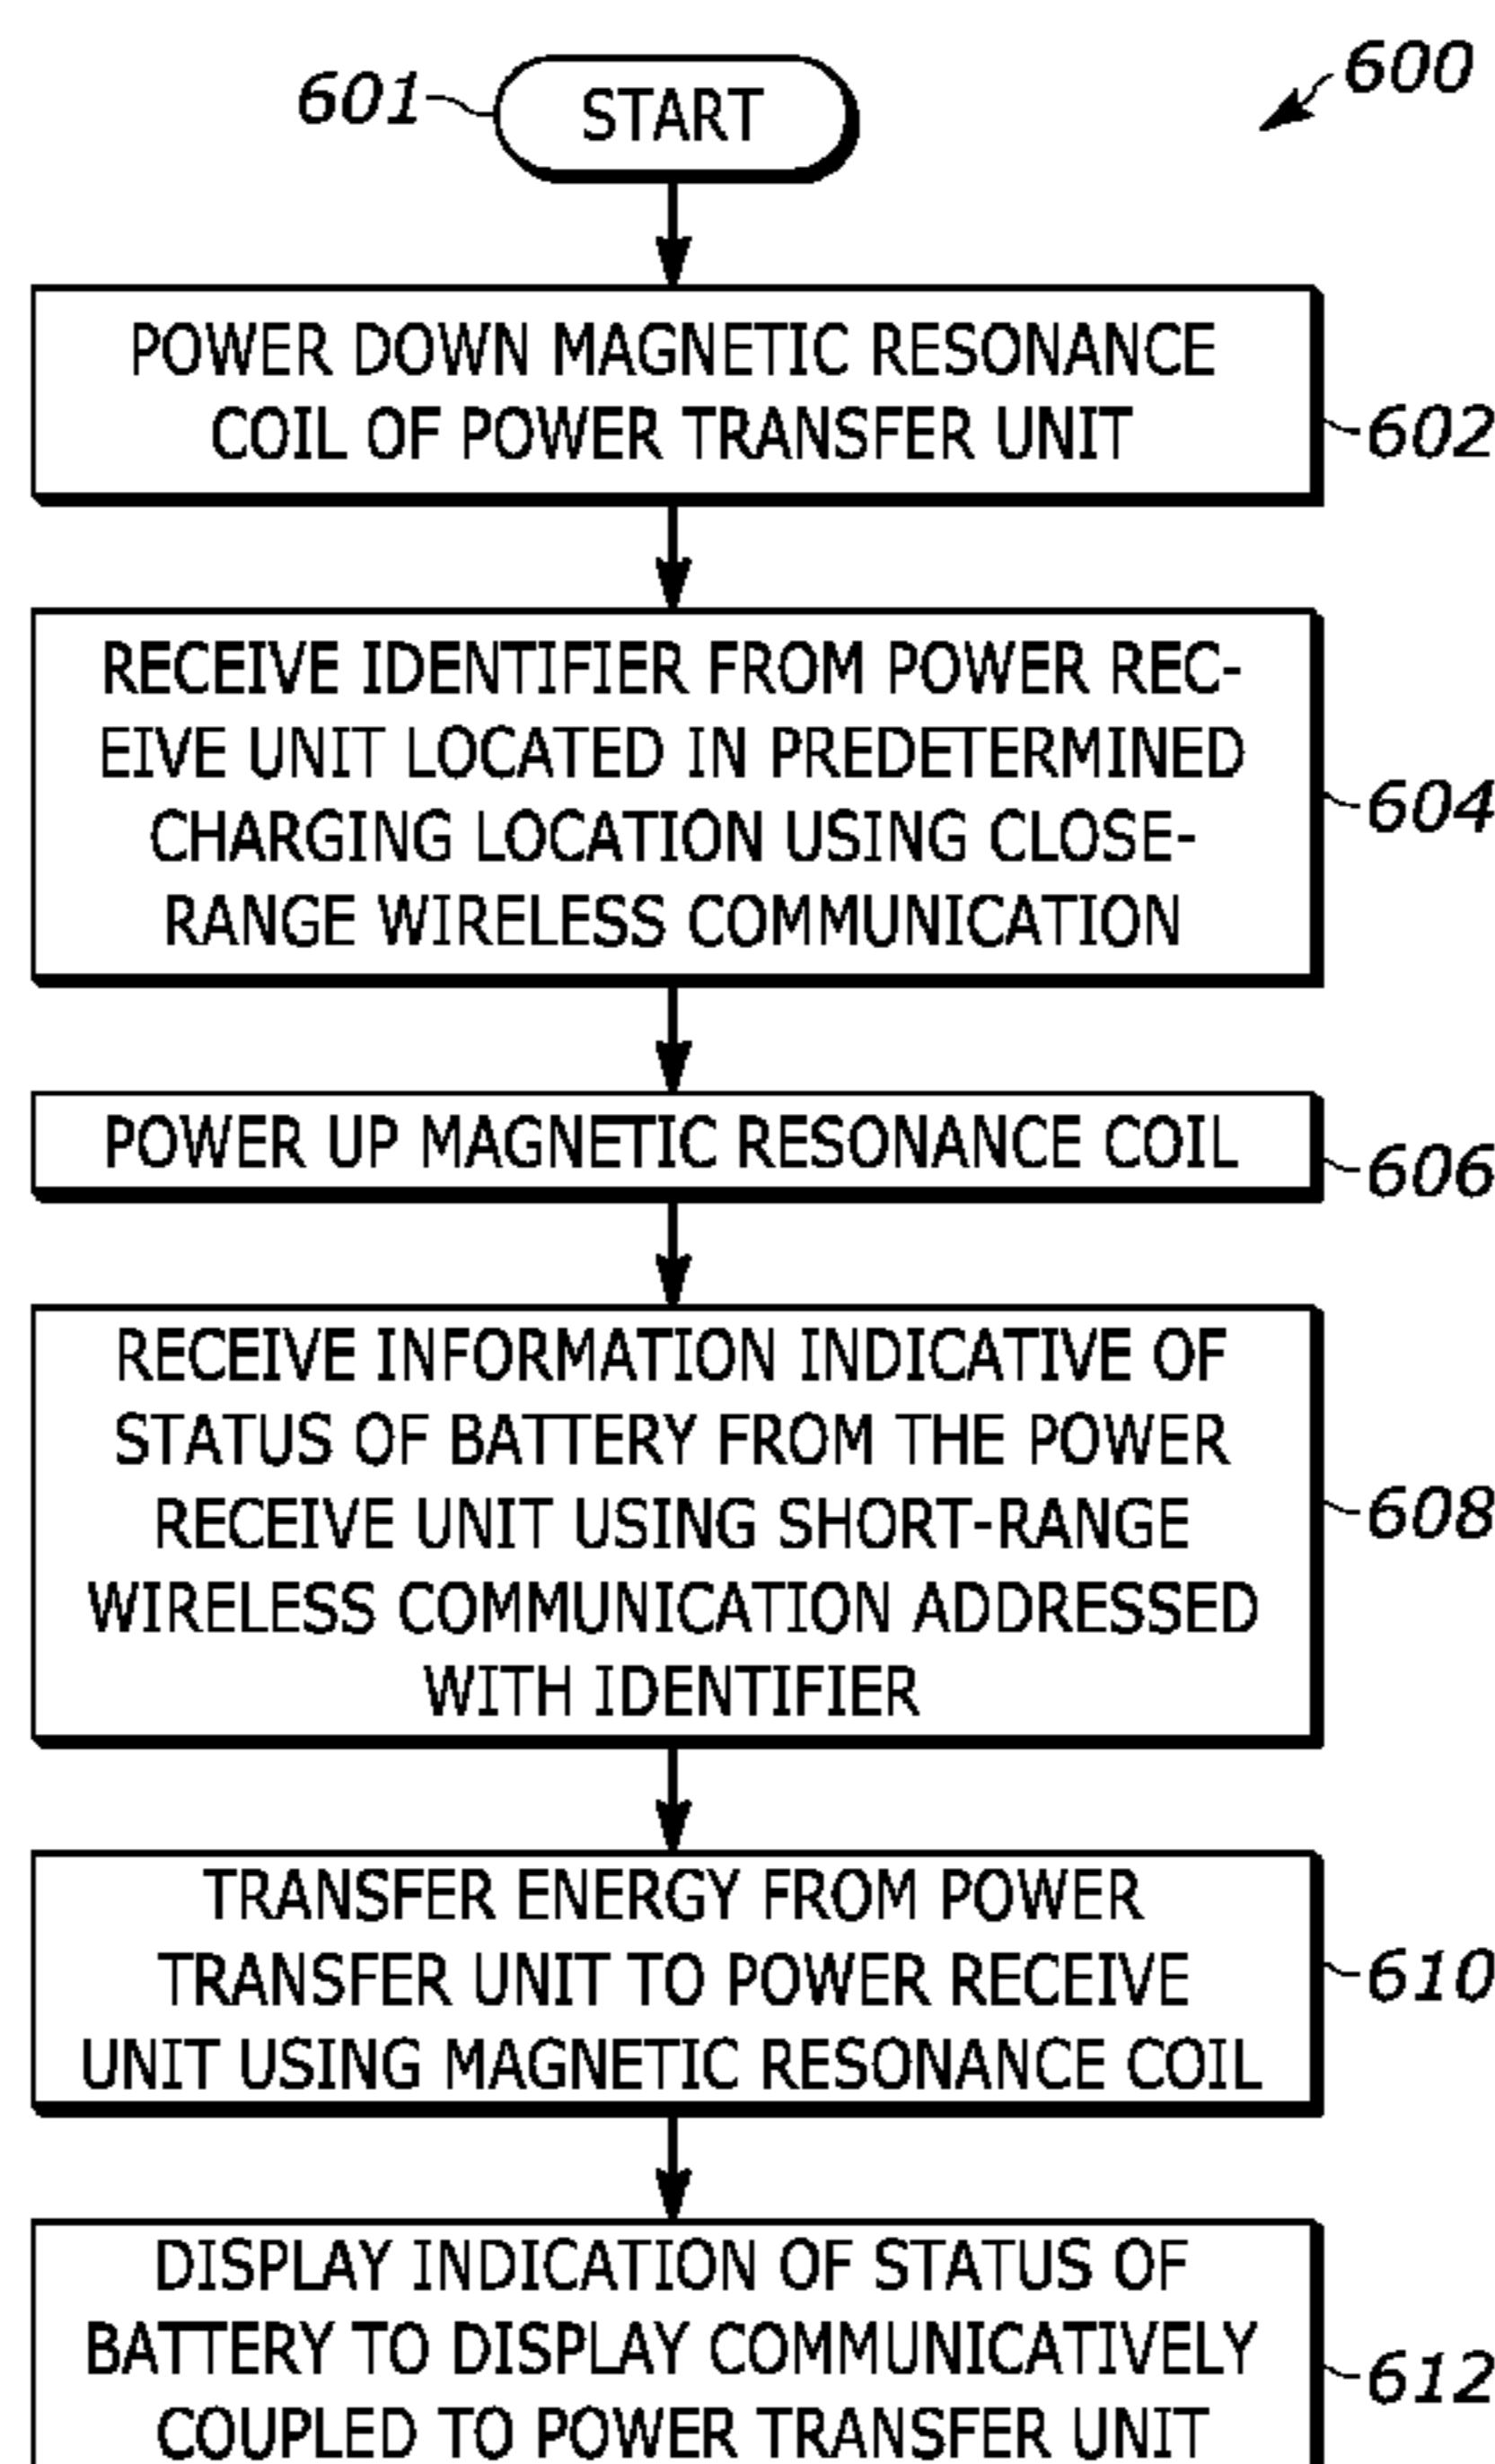 600
601
START
POWER DOWN MAGNETIC RESONANCE
COIL OF POWER TRANSFER UNIT
602
RECEIVE IDENTIFIER FROM POWER REC-
EIVE UNIT LOCATED IN PREDETERMINED
CHARGING LOCATION USING CLOSE-
RANGE WIRELESS COMMUNICATION
604
POWER UP MAGNETIC RESONANCE COIL
606
RECEIVE INFORMATION INDICATIVE OF
STATUS OF BATTERY FROM THE POWER
RECEIVE UNIT USING SHORT-RANGE
WIRELESS COMMUNICATION ADDRESSED
WITH IDENTIFIER
608
TRANSFER ENERGY FROM POWER
TRANSFER UNIT TO POWER RECEIVE
UNIT USING MAGNETIC RESONANCE COIL
610
DISPLAY INDICATION OF STATUS OF
BATTERY TO DISPLAY COMMUNICATIVELY
COUPLED TO POWER TRANSFER UNIT
612